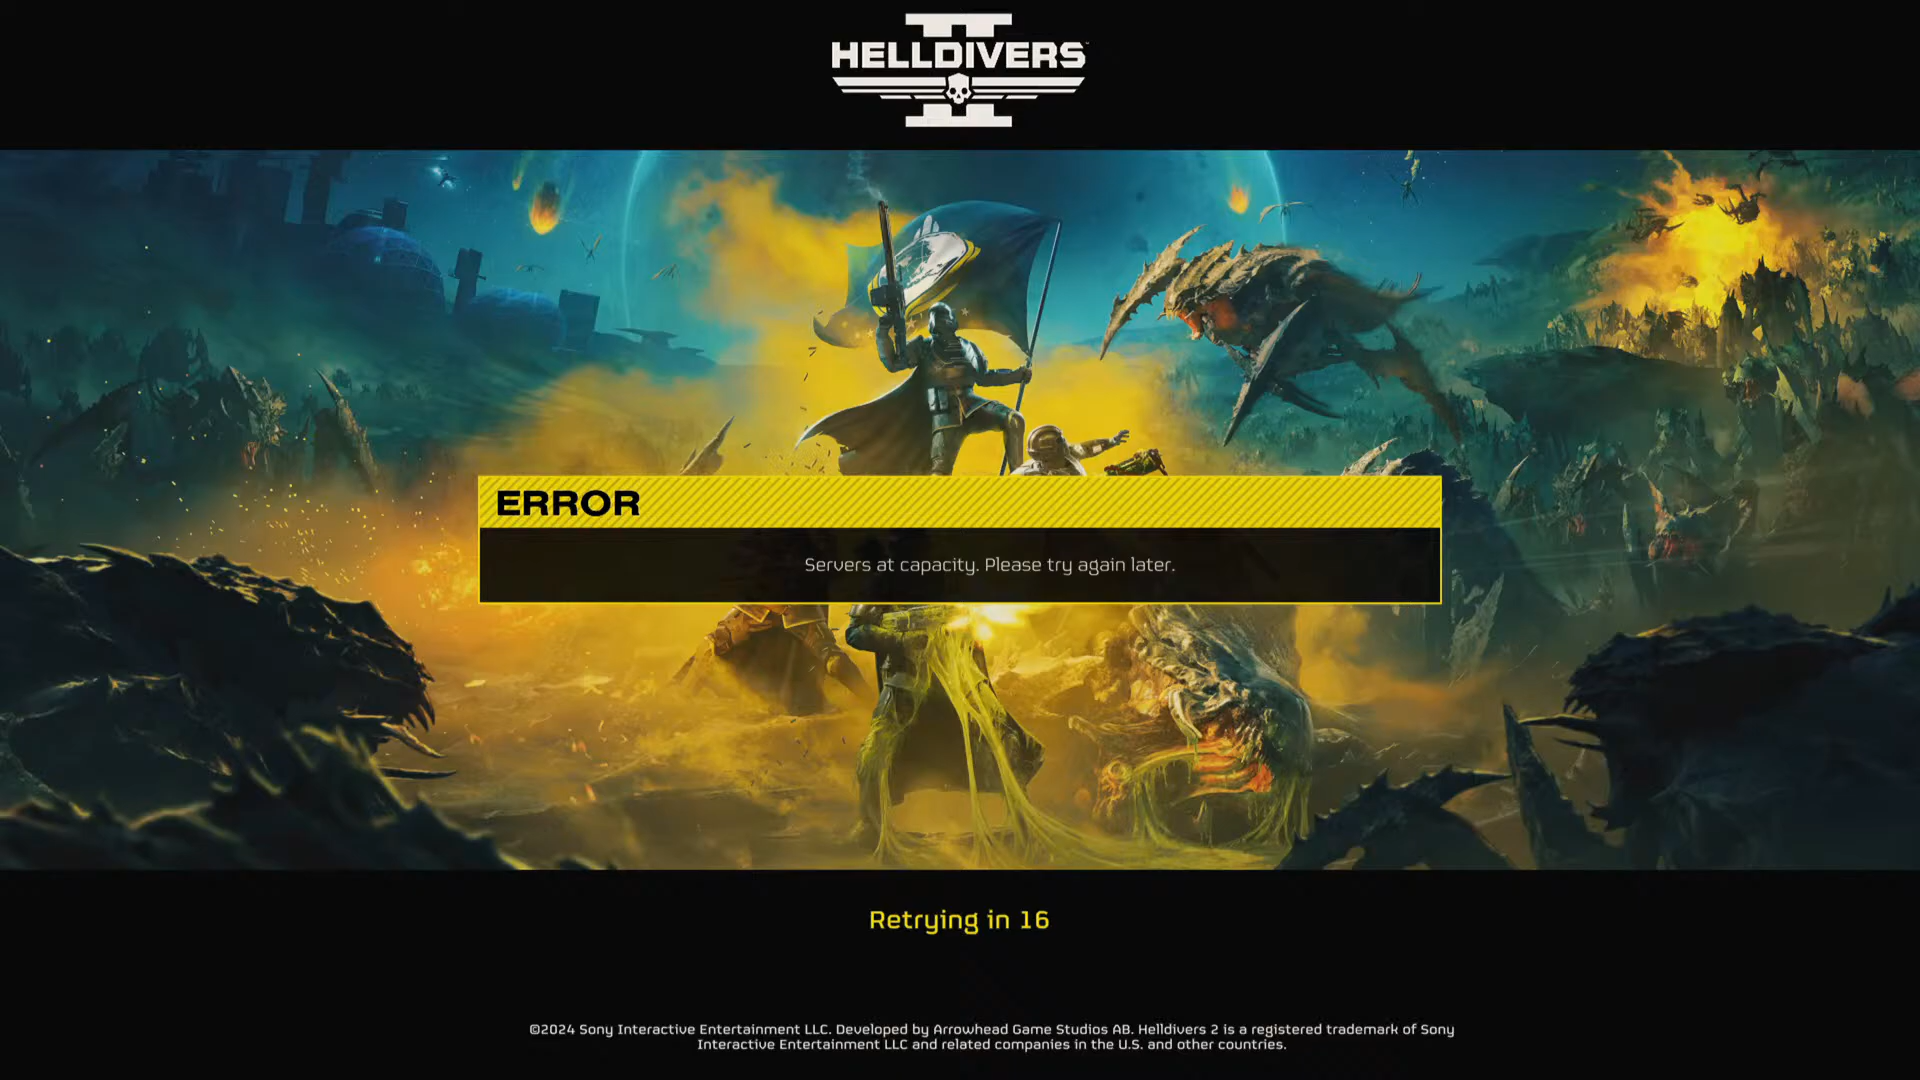 HELLDIVERS
II
ERROR
Servers at capacity. Please try again later.
Retrying in 16
©2024 Sony Interactive Entertainment LLC. Developed by Arrowhead Game Studios AB. Helldivers 2 is a registered trademark of Sony
Interactive Entertainment LLC and related companies in the U.S. and other countries.